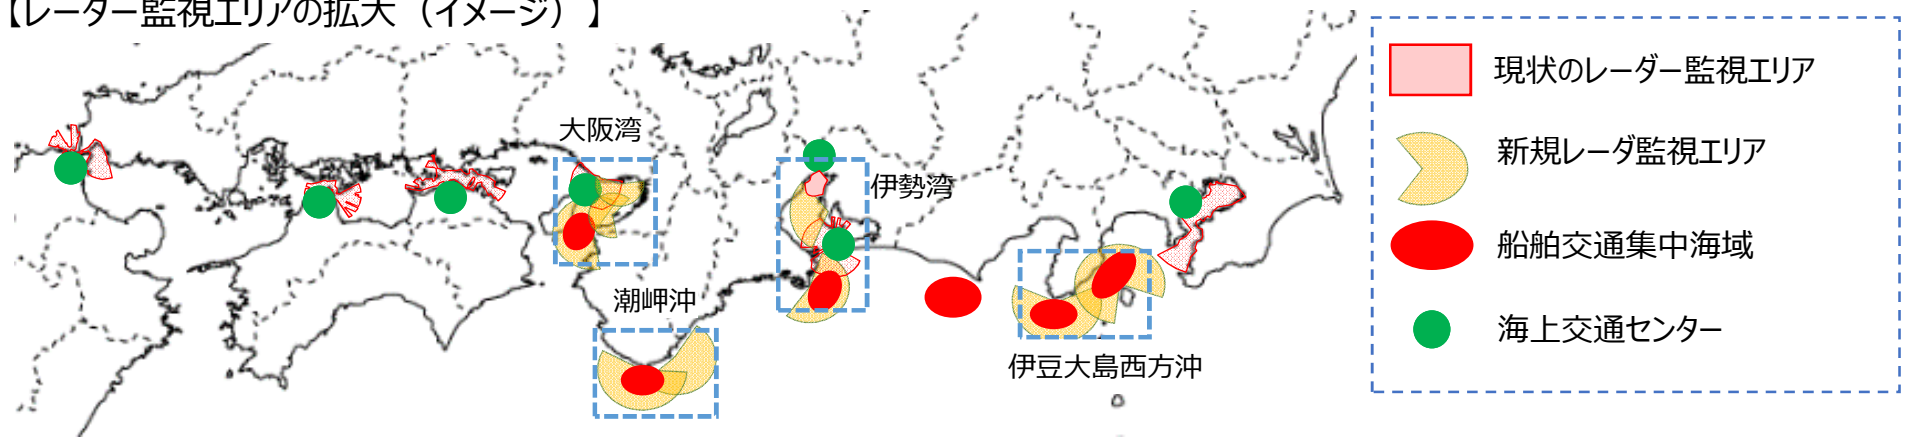 【レーダー監視エリアの拡大（イメージ）】
大阪湾
伊勢湾
潮岬沖
伊豆大島西方沖
現状のレーダー監視エリア
新規レーダ監視エリア
船舶交通集中海域
海上交通センター